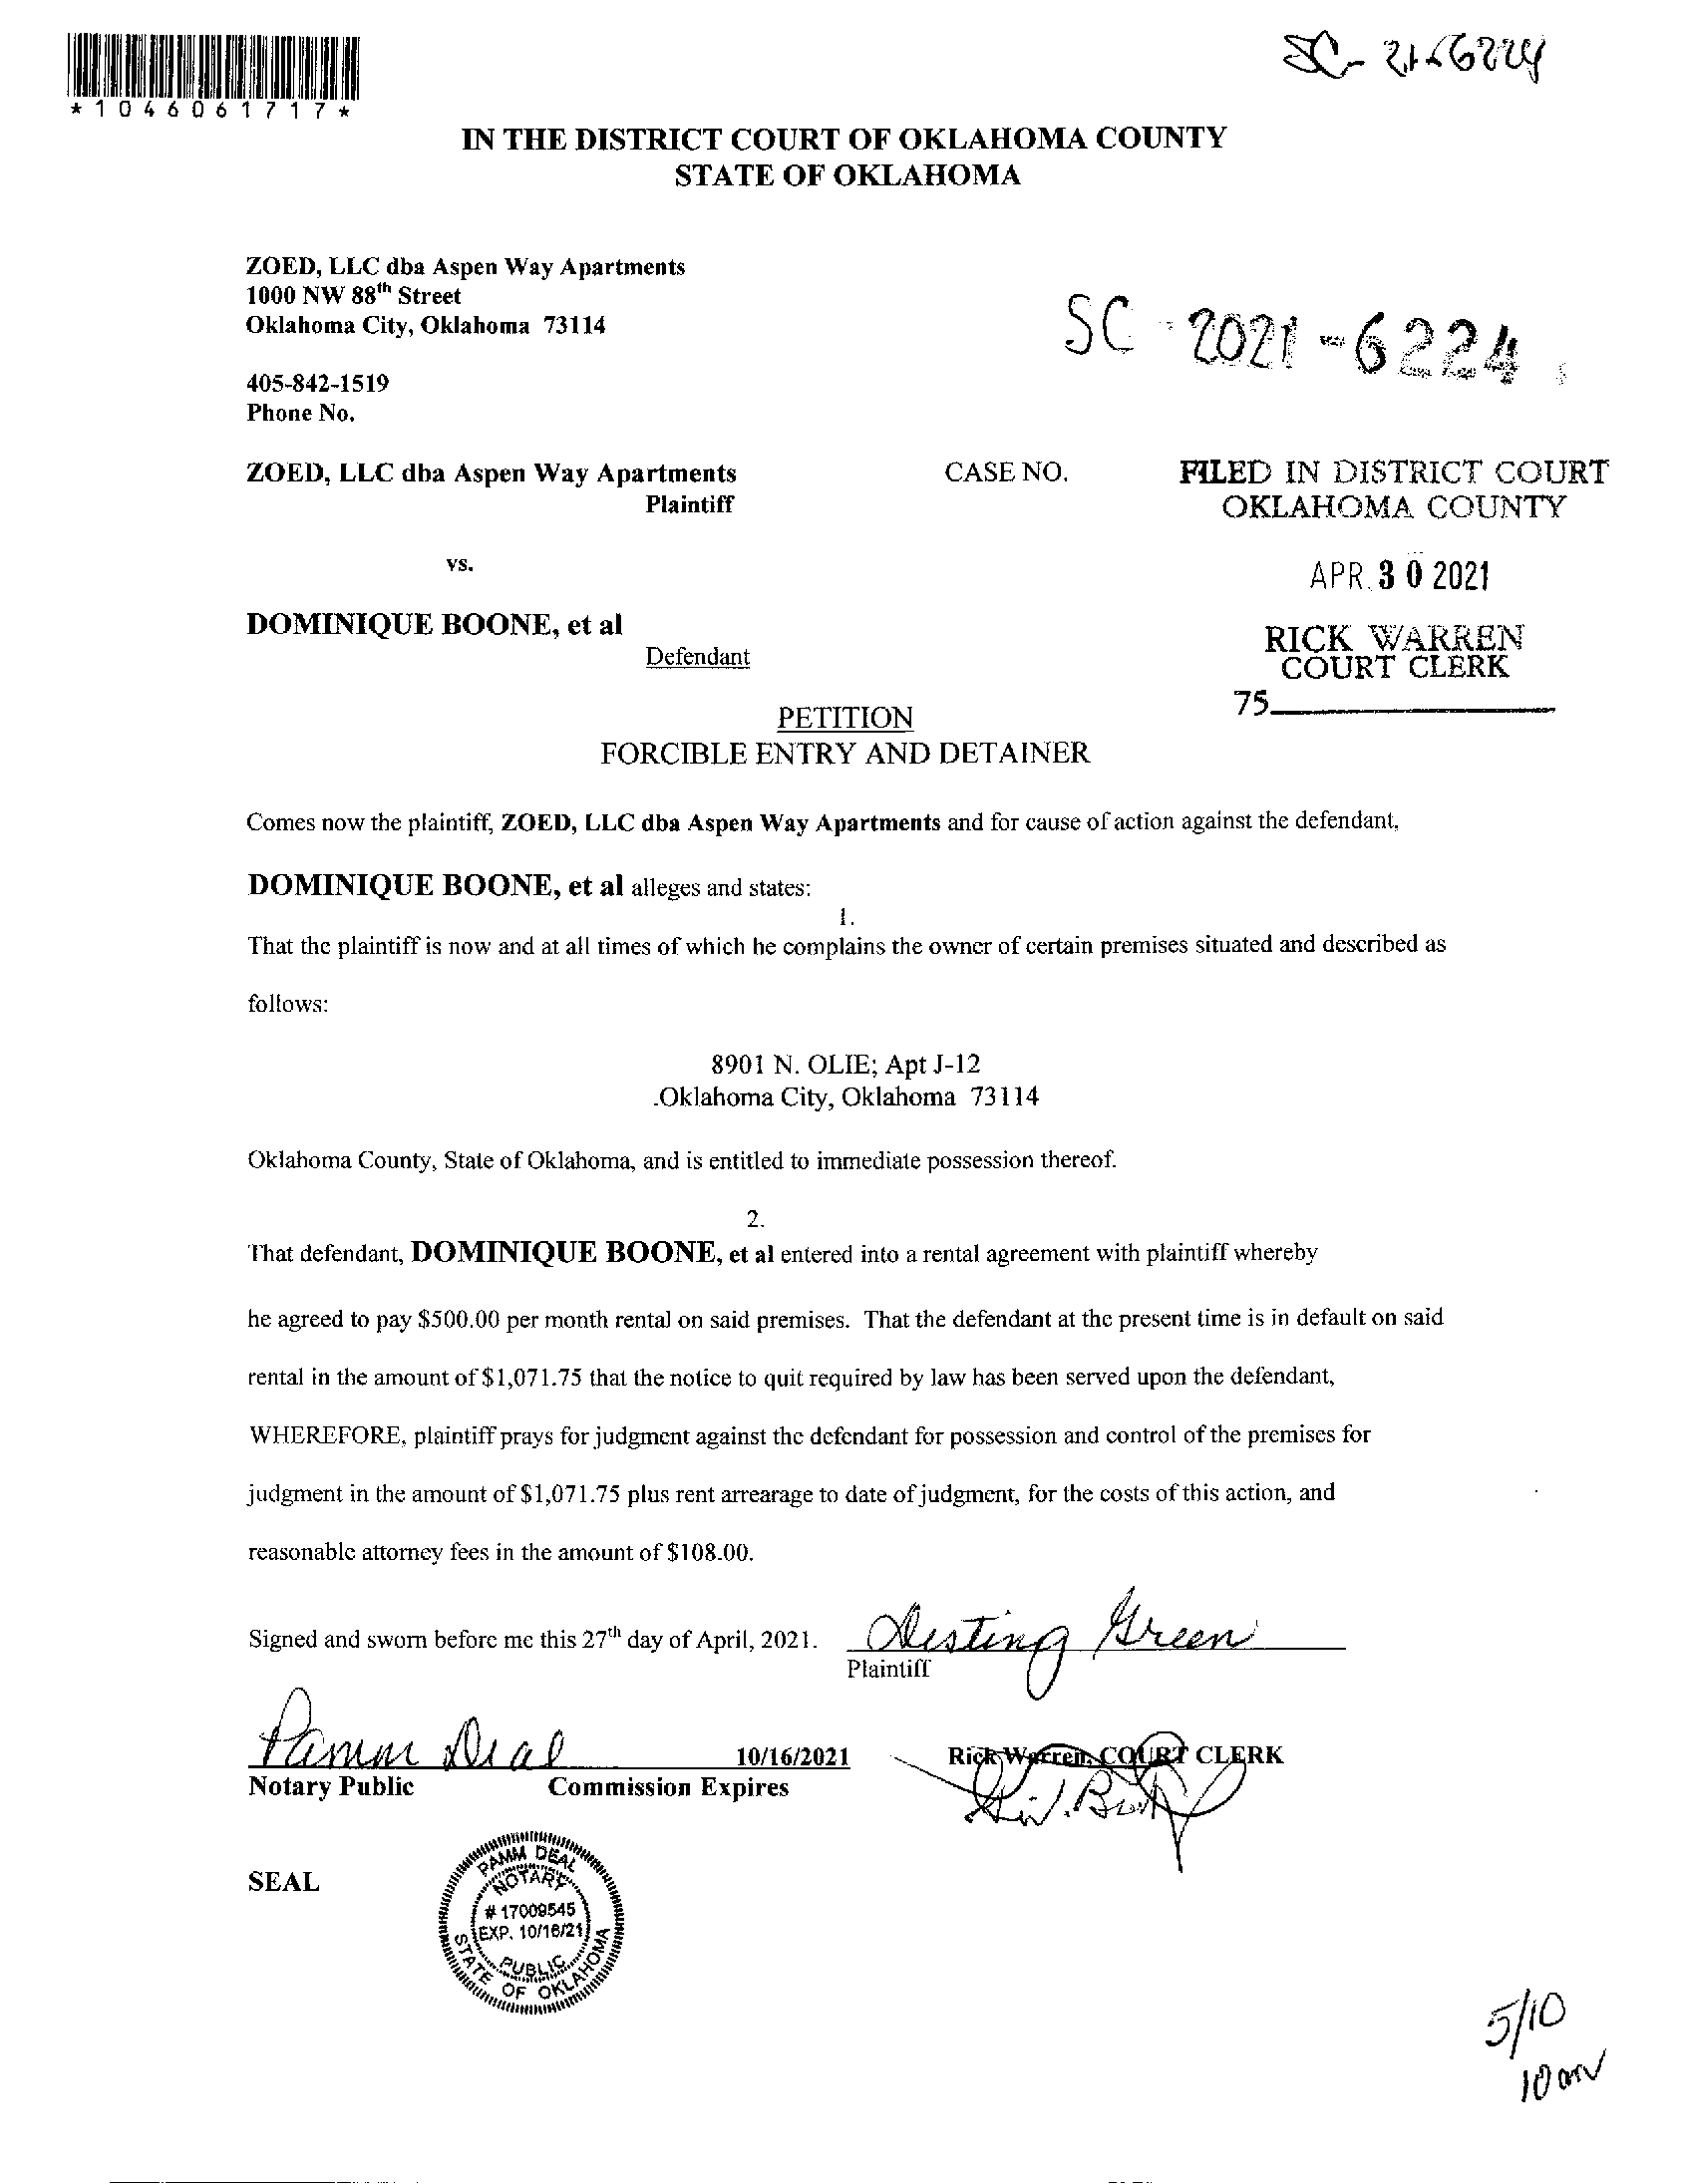 SC- 21-6224
*1046061717*
IN THE DISTRICT COURT OF OKLAHOMA COUNTY
STATE OF OKLAHOMA
ZOED, LLC dba Aspen Way Apartments
1000 NW 88th Street
Oklahoma City, Oklahoma 73114
SC-2021-6224
405-842-1519
Phone No.
ZOED, LLC dba Aspen Way Apartments CASE NO. FILED IN DISTRICT COURT
Plaintiff OKLAHOMA COUNTY
vs. APR. 30 2021
DOMINIQUE BOONE, et al RICK WARREN
Defendant COURT CLERK
75
PETITION
FORCIBLE ENTRY AND DETAINER
Comes now the plaintiff, ZOED, LLC dba Aspen Way Apartments and for cause of action against the defendant,
DOMINIQUE BOONE, et al alleges and states:
1.
That the plaintiff is now and at all times of which he complains the owner of certain premises situated and described as
follows:
8901 N. OLIE; Apt J-12
Oklahoma City, Oklahoma 73114
Oklahoma County, State of Oklahoma, and is entitled to immediate possession thereof.
2.
That defendant, DOMINIQUE BOONE, et al entered into a rental agreement with plaintiff whereby
he agreed to pay $500.00 per month rental on said premises. That the defendant at the present time is in default on said
rental in the amount of $1,071.75 that the notice to quit required by law has been served upon the defendant,
WHEREFORE, plaintiff prays for judgment against the defendant for possession and control of the premises for
judgment in the amount of $1,071.75 plus rent arrearage to date of judgment, for the costs of this action, and
reasonable attorney fees in the amount of $108.00.
Signed and sworn before me this 27th day of April, 2021. Destiny Green
Plaintiff
Pamm Deal 10/16/2021 Rick Warren, COURT CLERK
Notary Public Commission Expires
SEAL
PAMM DEAL
NOTARY
# 17009545
EXP. 10/16/21
PUBLIC
STATE OF OKLAHOMA
5/10
10 am